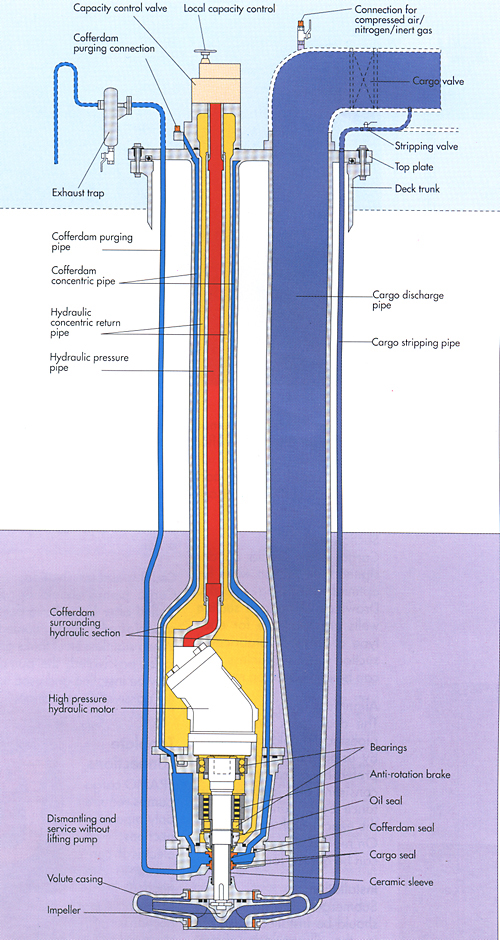 Capacity control valve
Local capacity control
Connection for
compressed air/
nitrogen/inert gas
Cofferdam
purging connection
Cargo valve
Stripping valve
Top plate
Exhaust trap
Deck trunk
Cofferdam purging
pipe
Cofferdam
concentric pipe
Cargo discharge
pipe
Hydraulic
concentric return
pipe
Cargo stripping pipe
Hydraulic pressure
pipe
Cofferdam
surrounding
hydraulic section
High pressure
hydraulic motor
Bearings
Anti-rotation brake
Oil seal
Dismantling and
service without
lifting pump
Cofferdam seal
Cargo seal
Volute casing
Ceramic sleeve
Impeller